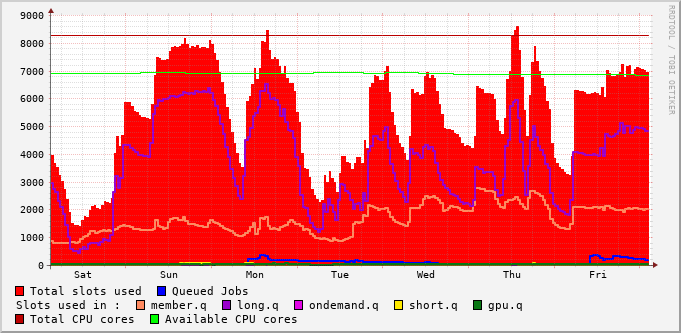 9000
8000
7000
6000
5000
4000
3000
2000
1000
0
Sat Sun Mon Tue Wed Thu Fri
RRDTOOL / TOBI OETIKER
Total slots used Queued Jobs
Slots used in : member.q long.q ondemand.q short.q gpu.q
Total CPU cores Available CPU cores